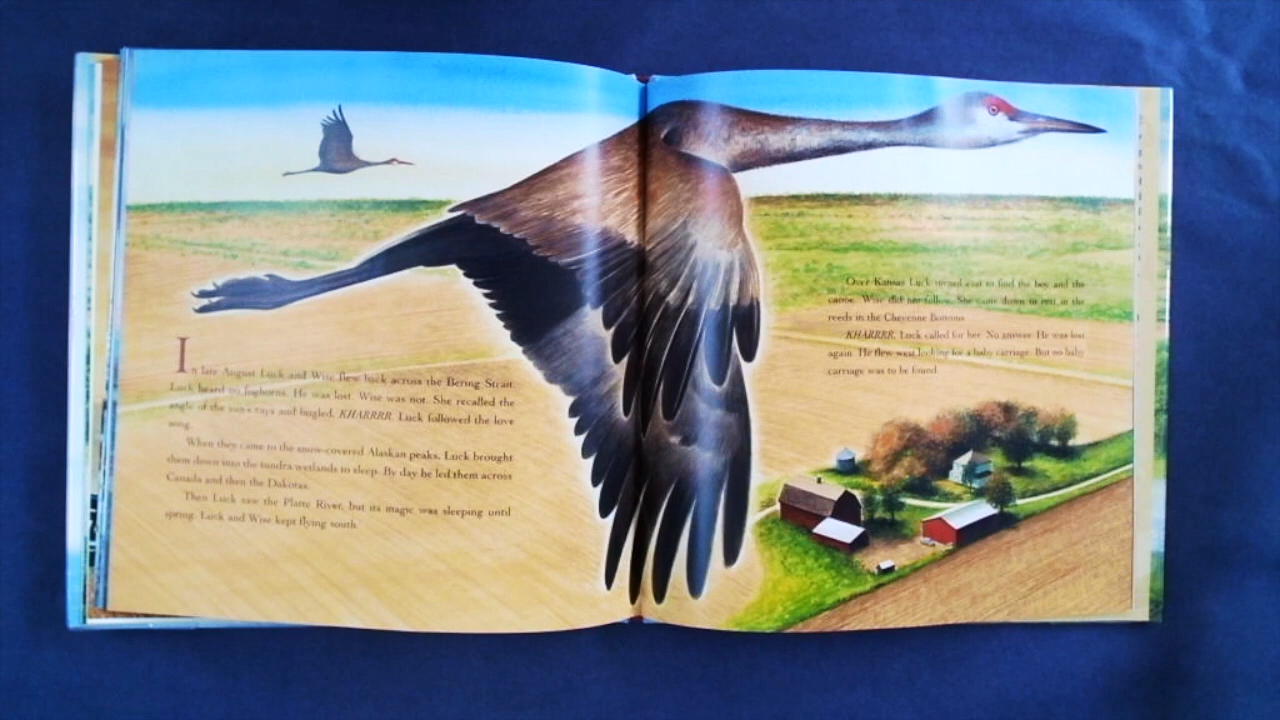 In late August Luck and Wise flew back across the Bering Strait.
Luck heard no foghorns. He was lost. Wise was not. She recalled the
angle of the sun's rays and bugled, KHARRRR. Luck followed the love
song.
When they came to the snow-covered Alaskan peaks, Luck brought
them down into the tundra wetlands to sleep. By day he led them across
Canada and then the Dakotas.
Then Luck saw the Platte River, but its magic was sleeping until
spring. Luck and Wise kept flying south.
Over Kansas Luck turned east to find the boy and the
canoe. Wise did not follow. She came down to rest in the
reeds in the Cheyenne Bottoms.
KHARRRR, Luck called for her. No answer. He was lost
again. He flew west looking for a baby carriage. But no baby
carriage was to be found.